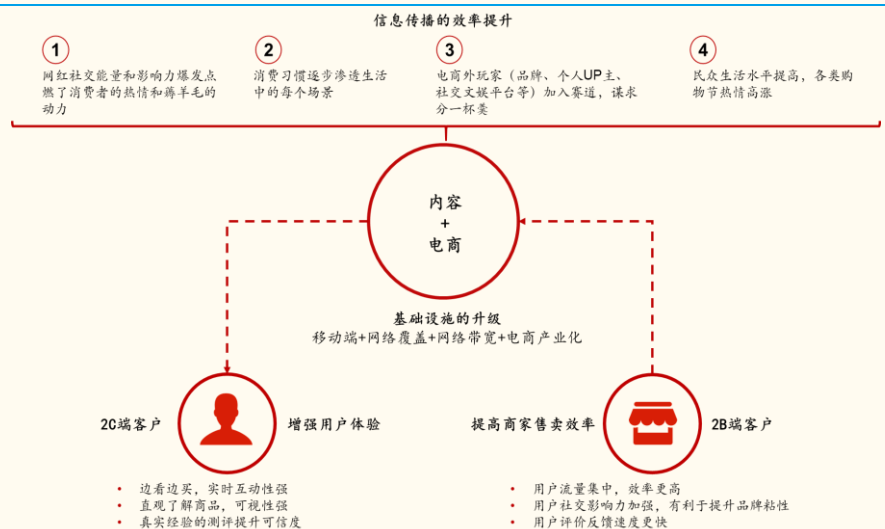 信息传播的效率提升
1
网红社交能量和影响力爆发点
燃了消费者的热情和薅羊毛的
动力
2
消费习惯逐步渗透生活
中的每个场景
3
电商外玩家（品牌、个人UP主、
社交文娱平台等）加入赛道，谋求
分一杯羹
4
民众生活水平提高，各类购
物节热情高涨
内容
+
电商
基础设施的升级
移动端+网络覆盖+网络带宽+电商产业化
2C端客户
增强用户体验
• 边看边买，实时互动性强
• 直观了解商品，可视性强
• 真实经验的测评提升可信度
提高商家售卖效率
2B端客户
• 用户流量集中，效率更高
• 用户社交影响力加强，有利于提升品牌粘性
• 用户评价反馈速度更快